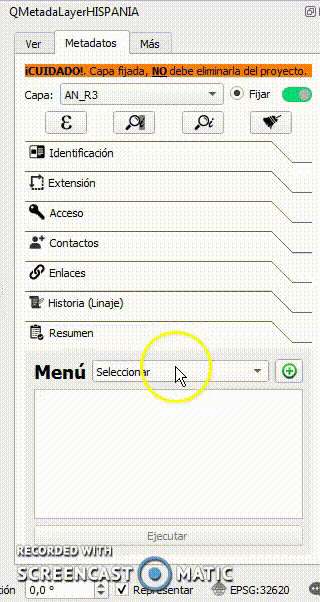 QMetadaLayerHISPANIA
Ver Metadatos Más
¡CUIDADO!. Capa fijada, NO debe eliminarla del proyecto.
Capa: AN_R3 Fijar
Identificación
Extensión
Acceso
Contactos
Enlaces
Historia (Linaje)
Resumen
Menú Seleccionar
Ejecutar
RECORDED WITH
SCREENCAST MATIC
ción 0,0 ° Representar EPSG:32620